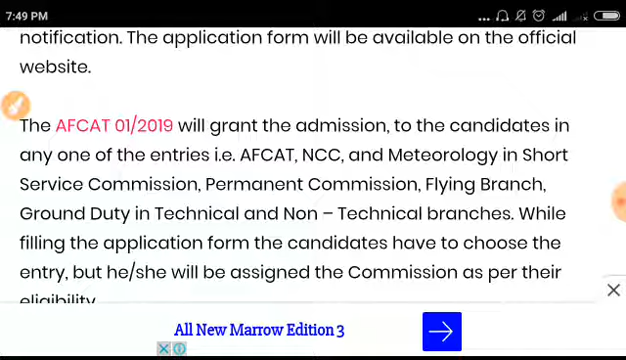 7:49 PM
notification. The application form will be available on the official
website.
The AFCAT 01/2019 will grant the admission, to the candidates in
any one of the entries i.e. AFCAT, NCC, and Meteorology in Short
Service Commission, Permanent Commission, Flying Branch,
Ground Duty in Technical and Non – Technical branches. While
filling the application form the candidates have to choose the
entry, but he/she will be assigned the Commission as per their
eligibility
All New Marrow Edition 3